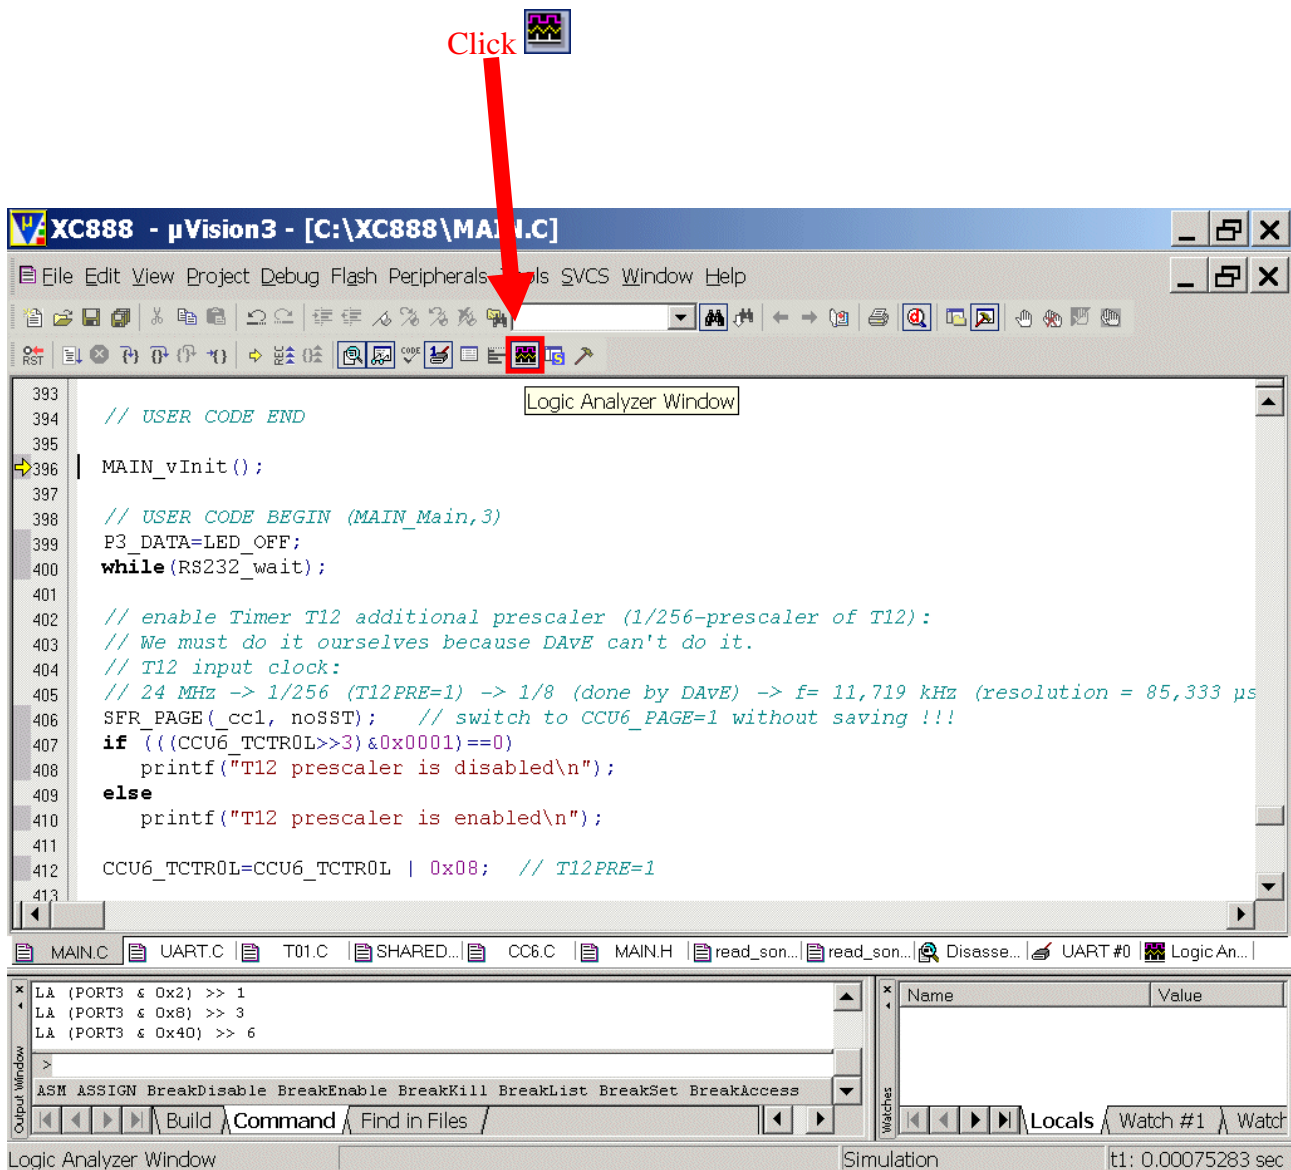 Click
XC888 - µVision3 - [C:\XC888\MAIN.C]
File Edit View Project Debug Flash Peripherals Tools SVCS Window Help
RST CODE
Logic Analyzer Window
393
394 // USER CODE END
395
396 MAIN_vInit();
397
398 // USER CODE BEGIN (MAIN_Main,3)
399 P3_DATA=LED_OFF;
400 while(RS232_wait);
401
402 // enable Timer T12 additional prescaler (1/256-prescaler of T12):
403 // We must do it ourselves because DAvE can't do it.
404 // T12 input clock:
405 // 24 MHz -> 1/256 (T12PRE=1) -> 1/8 (done by DAvE) -> f= 11,719 kHz (resolution = 85,333 µs
406 SFR_PAGE(_cc1, noSST); // switch to CCU6_PAGE=1 without saving !!!
407 if (((CCU6_TCTR0L>>3)&0x0001)==0)
408 printf("T12 prescaler is disabled\n");
409 else
410 printf("T12 prescaler is enabled\n");
411
412 CCU6_TCTR0L=CCU6_TCTR0L | 0x08; // T12PRE=1
413
MAIN.C UART.C T01.C SHARED... CC6.C MAIN.H read_son... read_son... Disasse... UART #0 Logic An...
LA (PORT3 & 0x2) >> 1
LA (PORT3 & 0x8) >> 3
LA (PORT3 & 0x40) >> 6
>
ASM ASSIGN BreakDisable BreakEnable BreakKill BreakList BreakSet BreakAccess
Output Window
Build Command Find in Files
Name Value
Watches
Locals Watch #1 Watch
Logic Analyzer Window Simulation t1: 0.00075283 sec